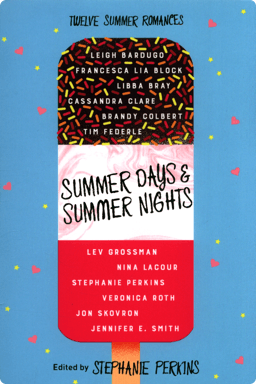 TWELVE SUMMER ROMANCES
LEIGH BARDUGO
FRANCESCA LIA BLOCK
LIBBA BRAY
CASSANDRA CLARE
BRANDY COLBERT
TIM FEDERLE
SUMMER DAYS &
SUMMER NIGHTS
LEV GROSSMAN
NINA LACOUR
STEPHANIE PERKINS
VERONICA ROTH
JON SKOVRON
JENNIFER E. SMITH
Edited by STEPHANIE PERKINS